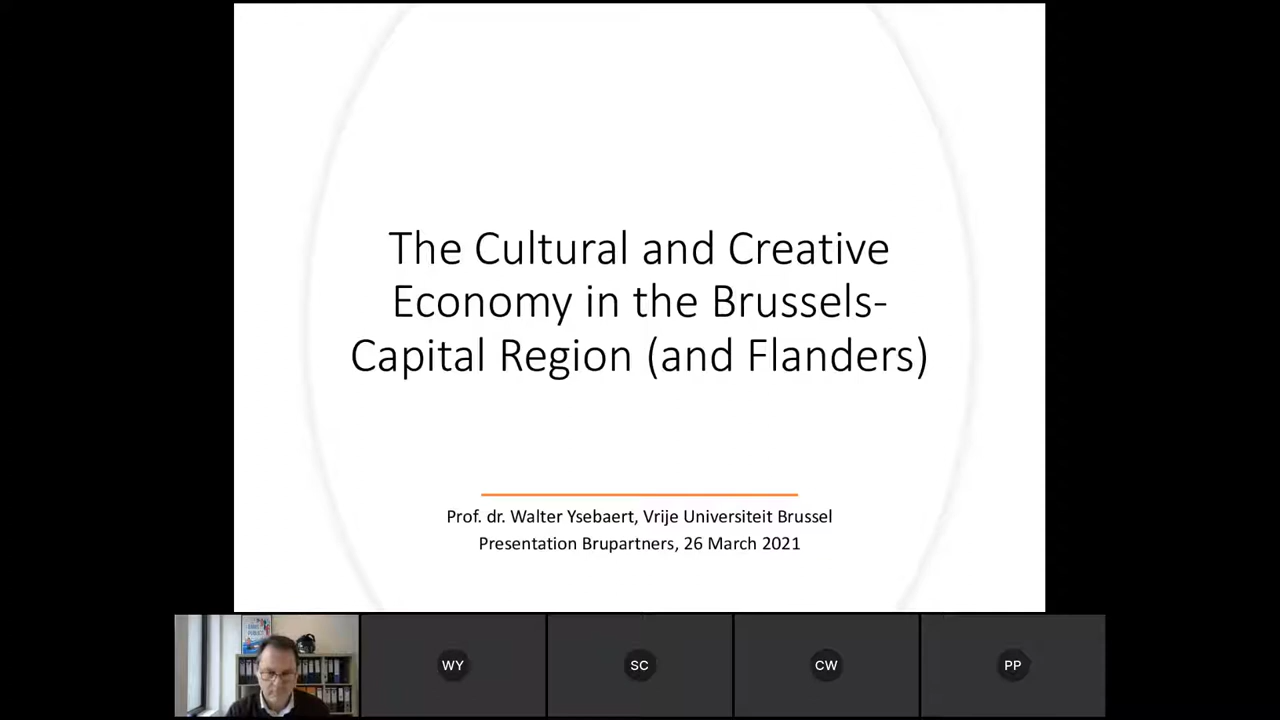 The Cultural and Creative
Economy in the Brussels-
Capital Region (and Flanders)
Prof. dr. Walter Ysebaert, Vrije Universiteit Brussel
Presentation Brupartners, 26 March 2021
WY
SC
CW
PP